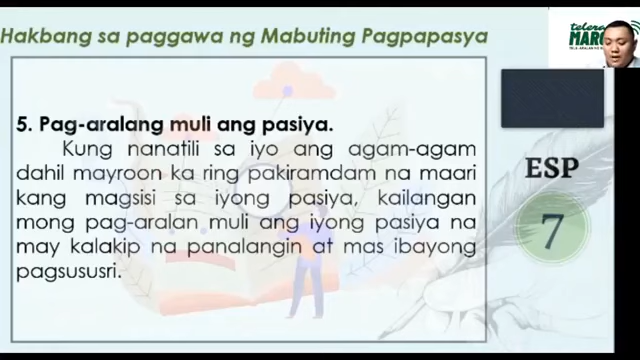 Hakbang sa paggawa ng Mabuting Pagpapasya
5. Pag-aralang muli ang pasiya.
Kung nanatili sa iyo ang agam-agam
dahil mayroon ka ring pakiramdam na maari
kang magsisi sa iyong pasiya, kailangan
mong pag-aralan muli ang iyong pasiya na
may kalakip na panalangin at mas ibayong
pagsususri.
ESP
7